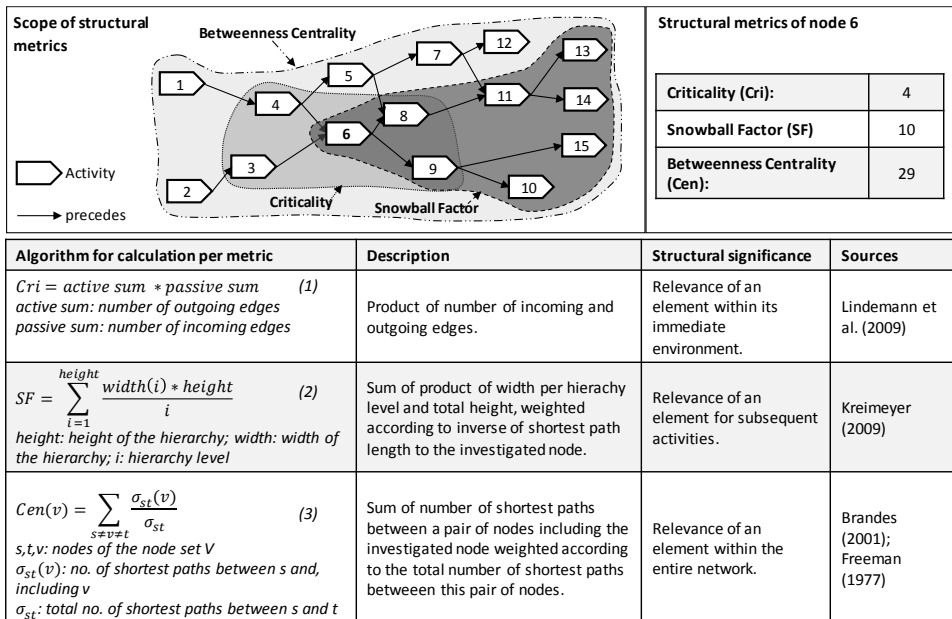 Scope of structural
metrics
Betweenness Centrality
1
2
3
4
5
6
7
8
9
10
11
12
13
14
15
Activity
precedes
Criticality
Snowball Factor
Structural metrics of node 6
Criticality (Cri): 4
Snowball Factor (SF) 10
Betweenness Centrality
(Cen): 29
Algorithm for calculation per metric Description Structural significance Sources
Cri = active sum * passive sum (1)
active sum: number of outgoing edges
passive sum: number of incoming edges
Product of number of incoming and
outgoing edges.
Relevance of an
element within its
immediate
environment.
Lindemann et
al. (2009)
SF = ∑_{i=1}^{height} width(i) * height / i (2)
height: height of the hierarchy; width: width of
the hierarchy; i: hierarchy level
Sum of product of width per hierachy
level and total height, weighted
according to inverse of shortest path
length to the investigated node.
Relevance of an
element for subsequent
activities.
Kreimeyer
(2009)
Cen(v) = ∑_{s≠v≠t} σ_{st}(v) / σ_{st} (3)
s,t,v: nodes of the node set V
σ_{st}(v): no. of shortest paths between s and,
including v
σ_{st}: total no. of shortest paths between s and t
Sum of number of shortest paths
between a pair of nodes including the
investigated node weighted according
to the total number of shortest paths
betweeen this pair of nodes.
Relevance of an
element within the
entire network.
Brandes
(2001);
Freeman
(1977)